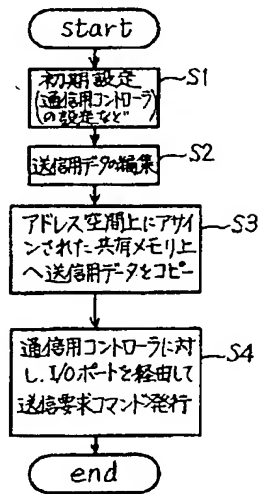 start
初期設定
(通信用コントローラ)
の設定など
S1
送信用データの編集
S2
アドレス空間上にアサイ
ンされた共有メモリ上
へ送信用データをコピー
S3
通信用コントローラに対
し、I/Oポートを経由して
送信要求コマンド発行
S4
end